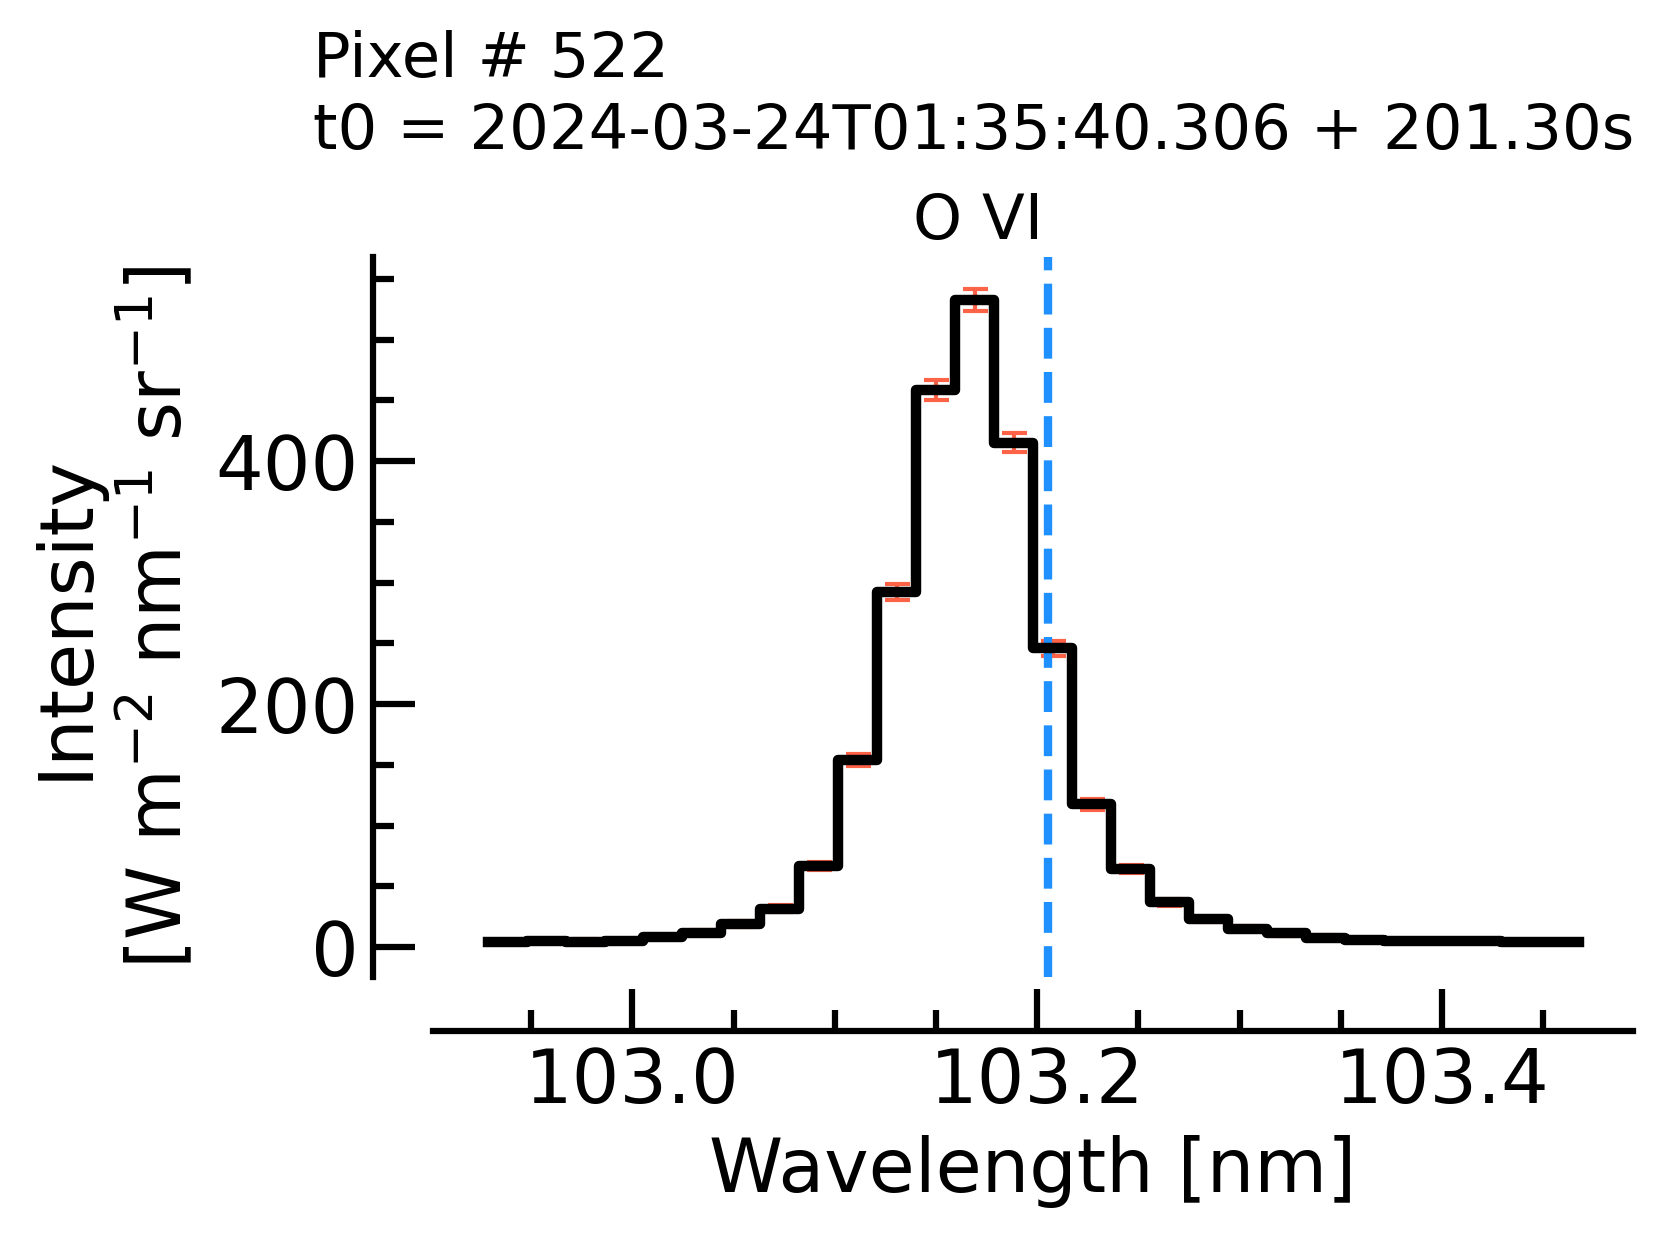 Pixel # 522
t0 = 2024-03-24T01:35:40.306 + 201.30s
O VI
Intensity
[W m⁻² nm⁻¹ sr⁻¹]
400
200
0
103.0 103.2 103.4
Wavelength [nm]